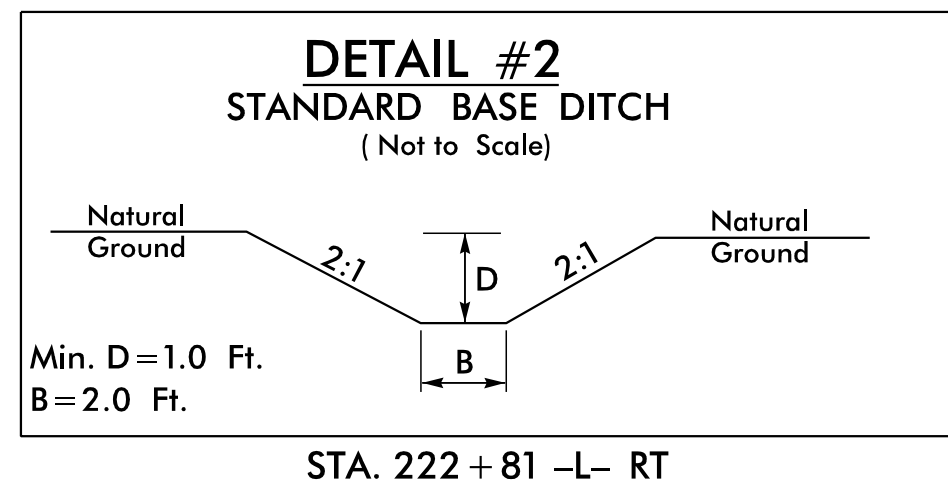 DETAIL #2
STANDARD BASE DITCH
( Not to Scale)
Natural
Ground
2:1
D
2:1
Natural
Ground
Min. D=1.0 Ft.
B
B=2.0 Ft.
STA. 222+81 -L- RT